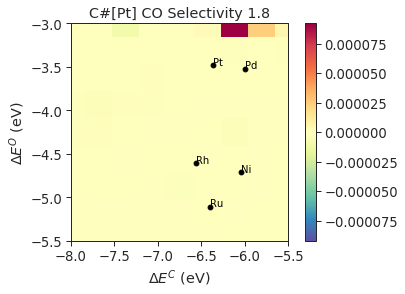 C#[Pt] CO Selectivity 1.8
−3.0
−3.5
−4.0
−4.5
−5.0
−5.5
ΔE^O (eV)
Pt
Pd
Rh
Ni
Ru
−8.0 −7.5 −7.0 −6.5 −6.0 −5.5
ΔE^C (eV)
0.000075
0.000050
0.000025
0.000000
−0.000025
−0.000050
−0.000075